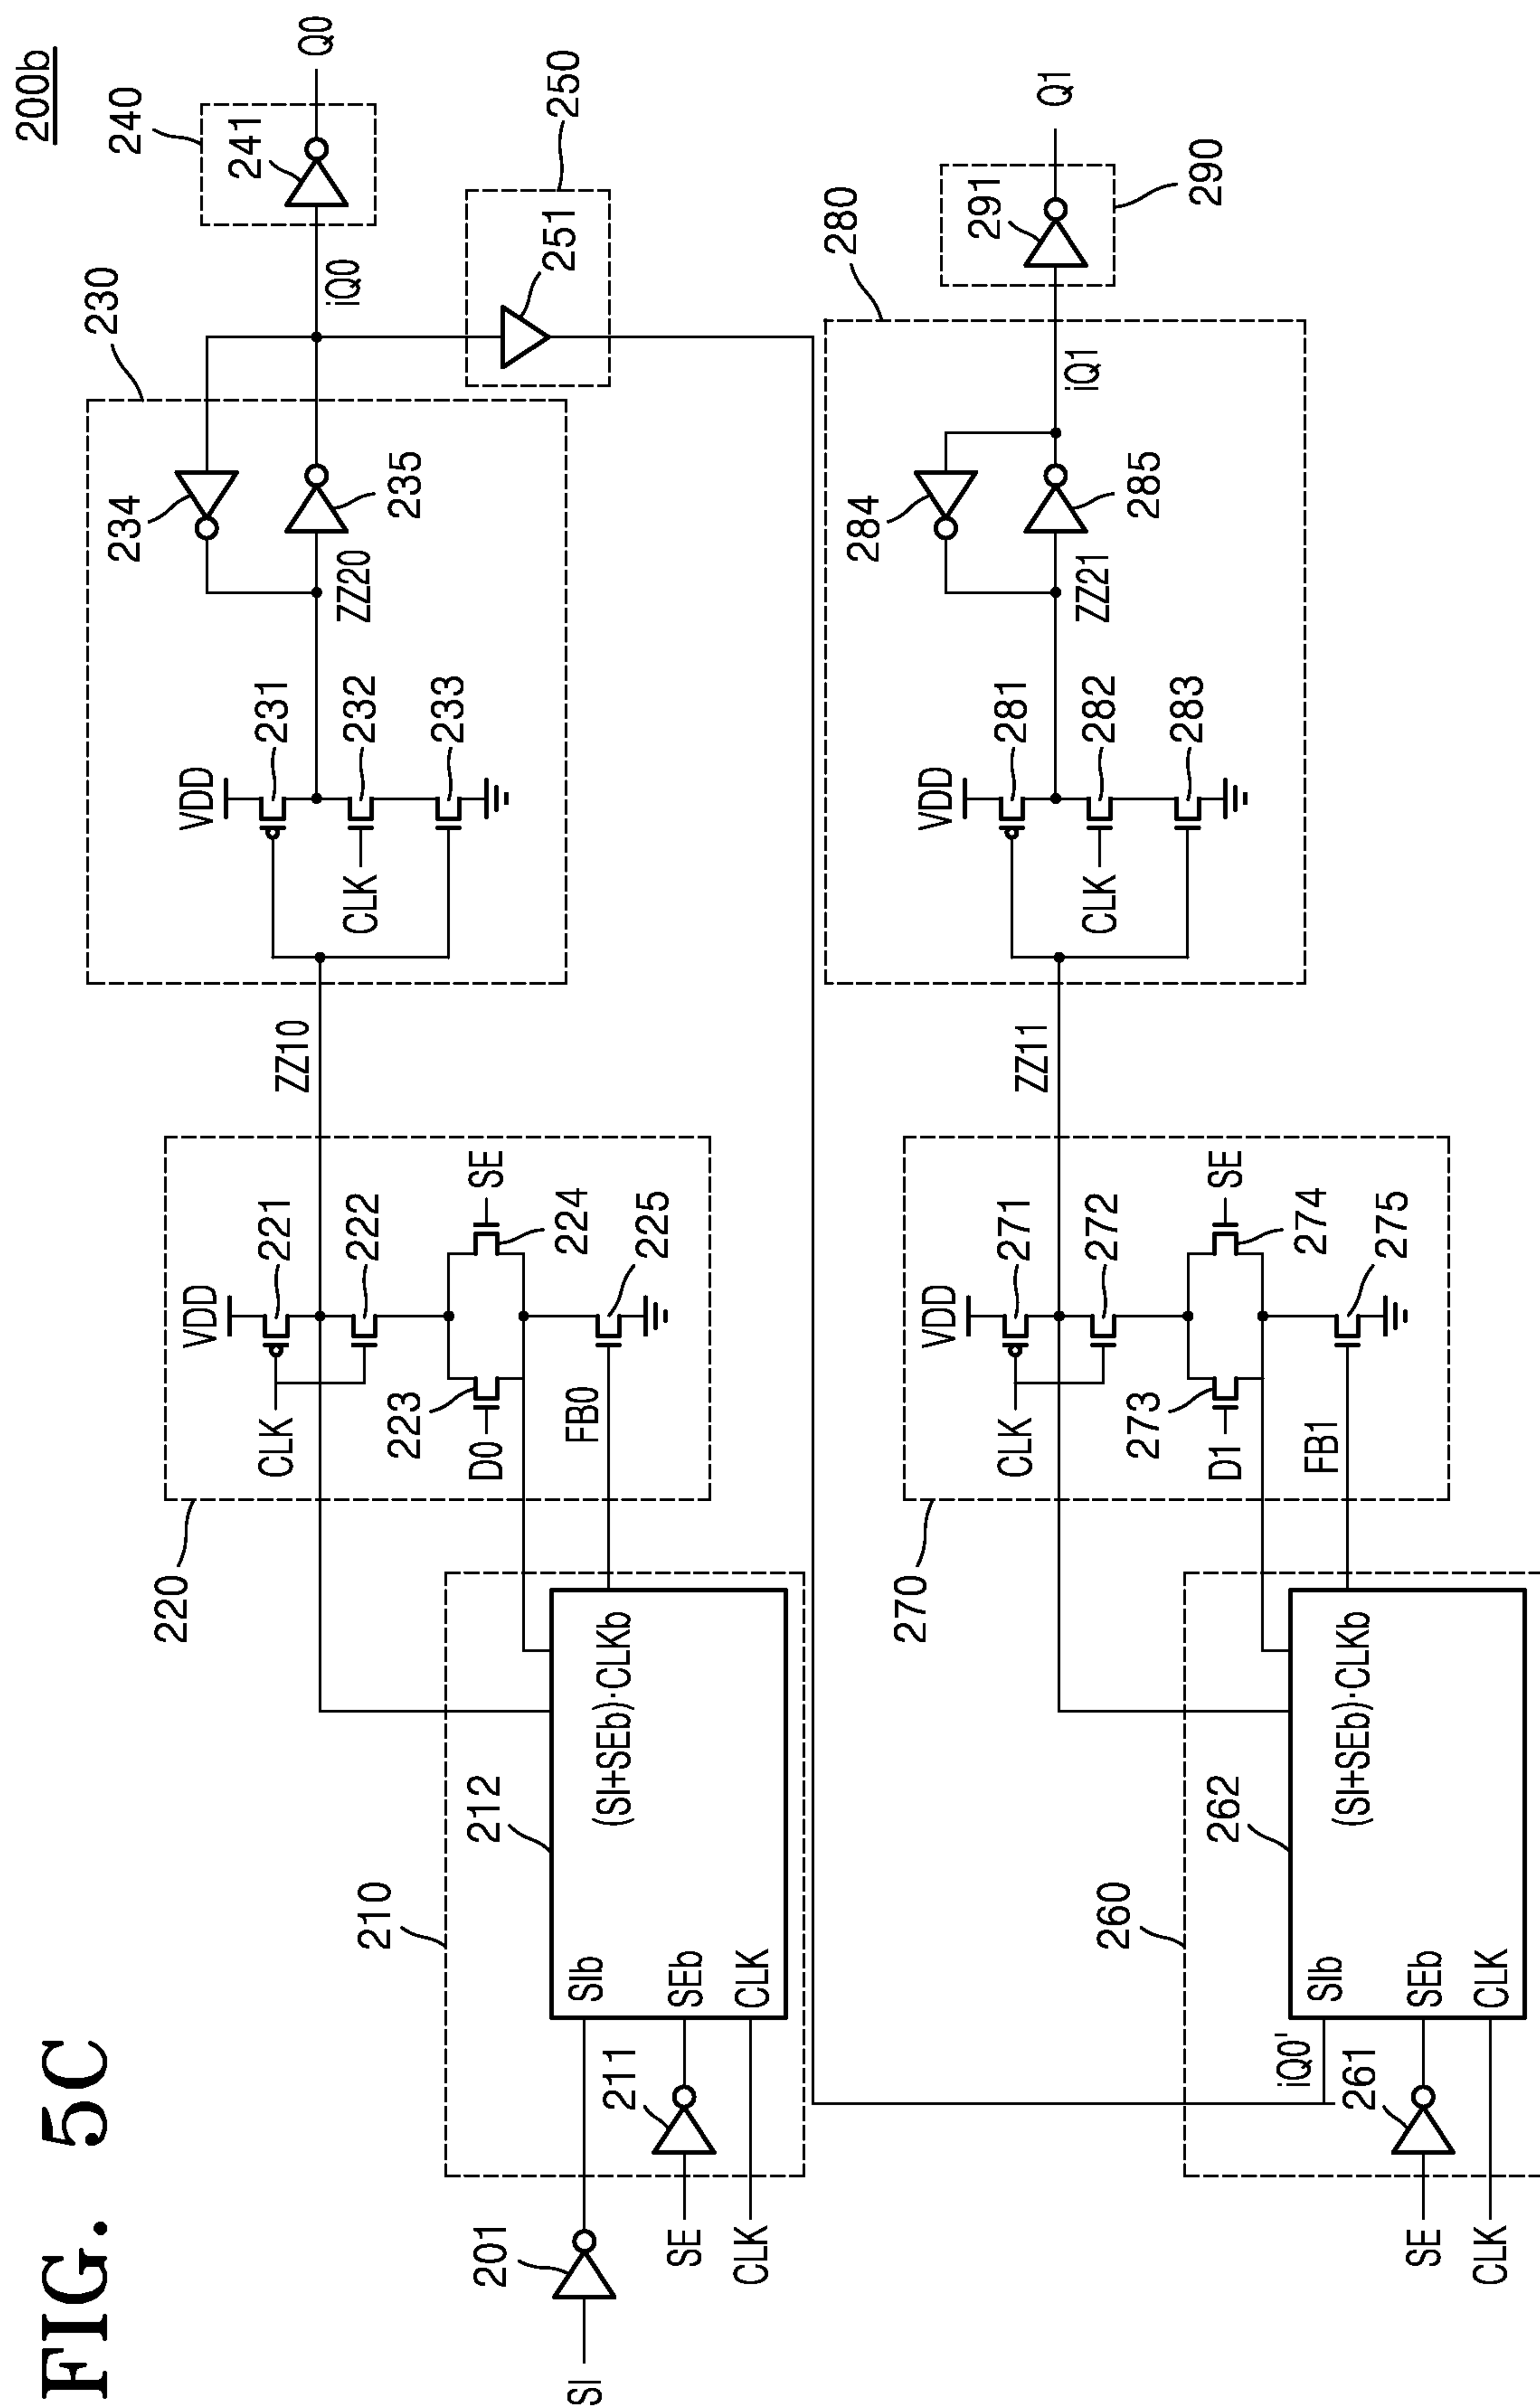 FIG. 5C
200b
SI
201
SE
CLK
210
211
212
SIb
SEb
CLK
(SI+SEb)·CLKb
220
VDD
CLK
221
222
223
D0
SE
224
FB0
225
ZZ10
230
VDD
231
CLK
232
233
ZZ20
234
235
iQ0
240
241
Q0
250
251
SE
CLK
260
iQ0'
261
262
SIb
SEb
CLK
(SI+SEb)·CLKb
270
VDD
CLK
271
272
273
D1
SE
274
FB1
275
ZZ11
280
VDD
281
CLK
282
283
ZZ21
284
285
iQ1
290
291
Q1